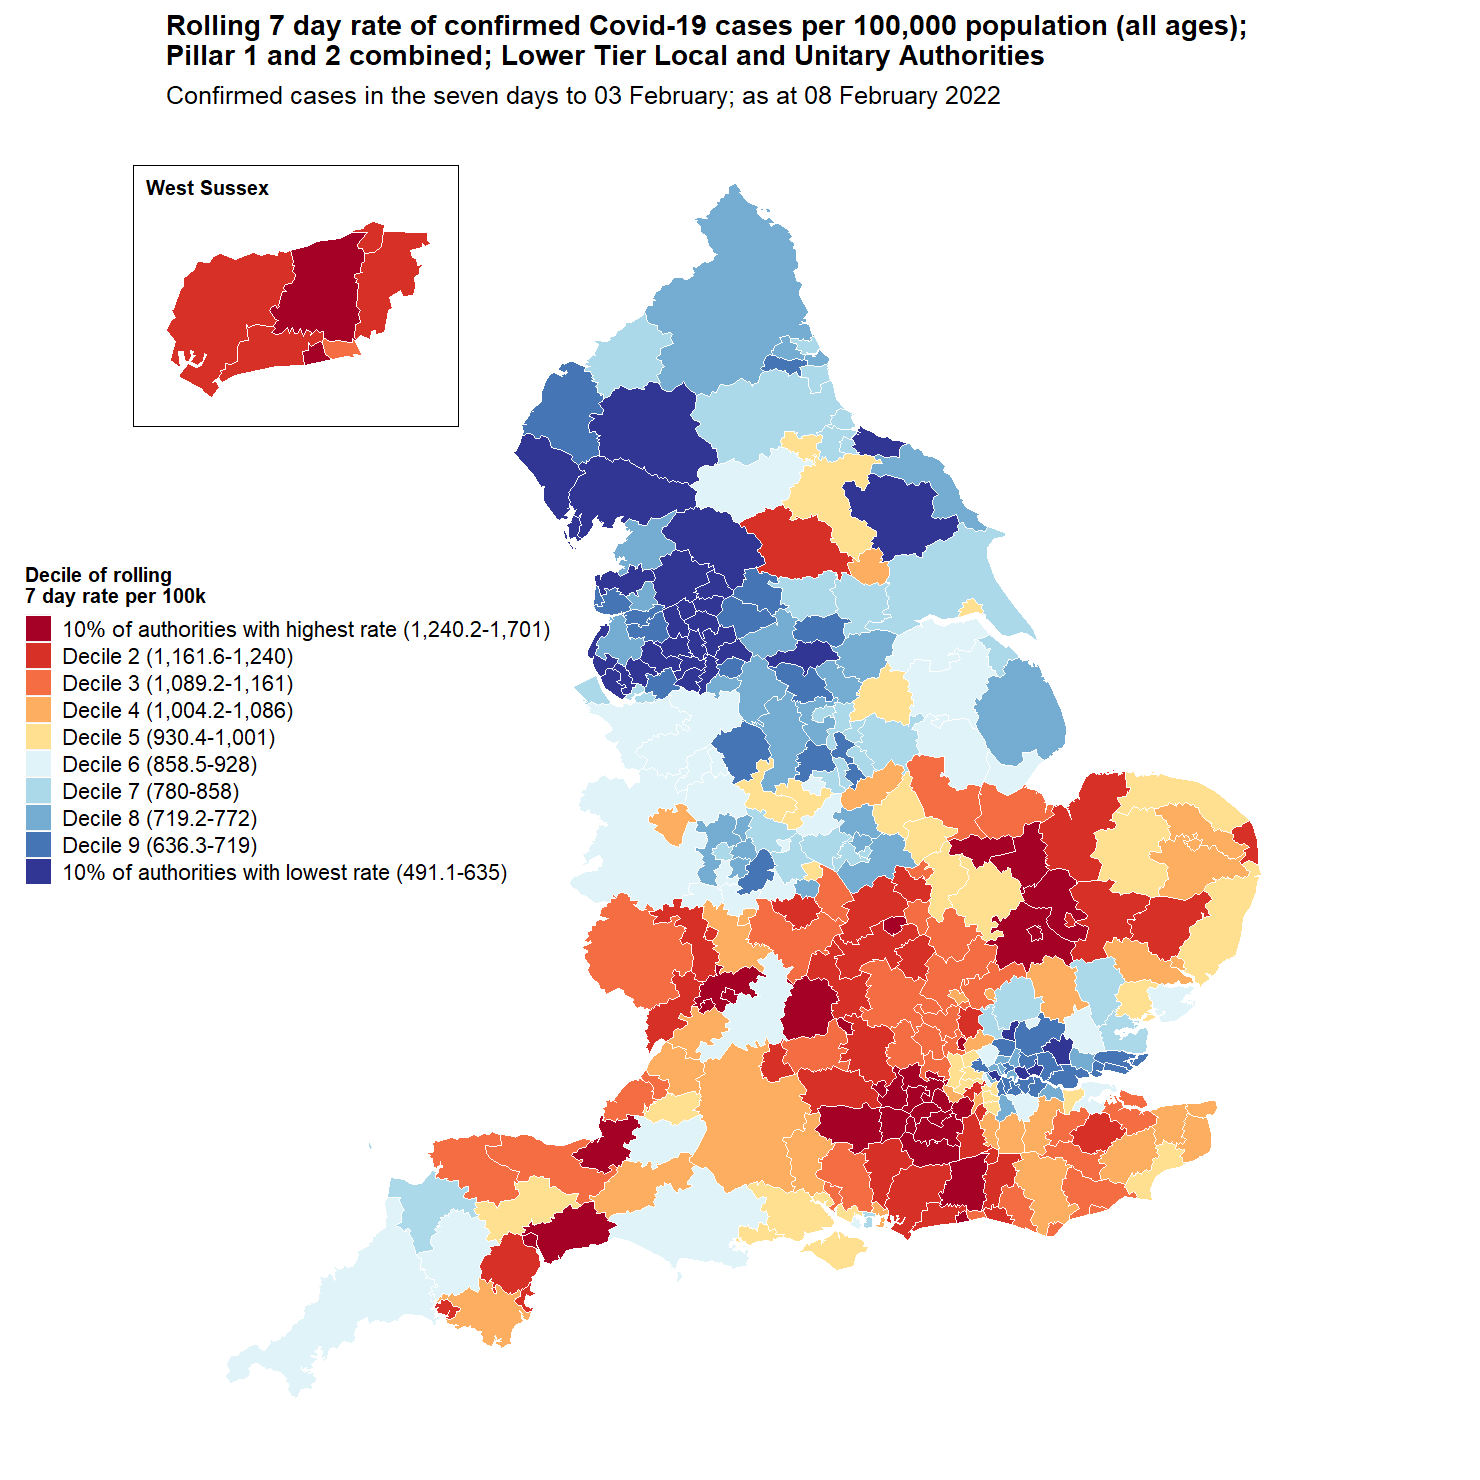 Rolling 7 day rate of confirmed Covid-19 cases per 100,000 population (all ages);
Pillar 1 and 2 combined; Lower Tier Local and Unitary Authorities
Confirmed cases in the seven days to 03 February; as at 08 February 2022
West Sussex
Decile of rolling
7 day rate per 100k
10% of authorities with highest rate (1,240.2-1,701)
Decile 2 (1,161.6-1,240)
Decile 3 (1,089.2-1,161)
Decile 4 (1,004.2-1,086)
Decile 5 (930.4-1,001)
Decile 6 (858.5-928)
Decile 7 (780-858)
Decile 8 (719.2-772)
Decile 9 (636.3-719)
10% of authorities with lowest rate (491.1-635)